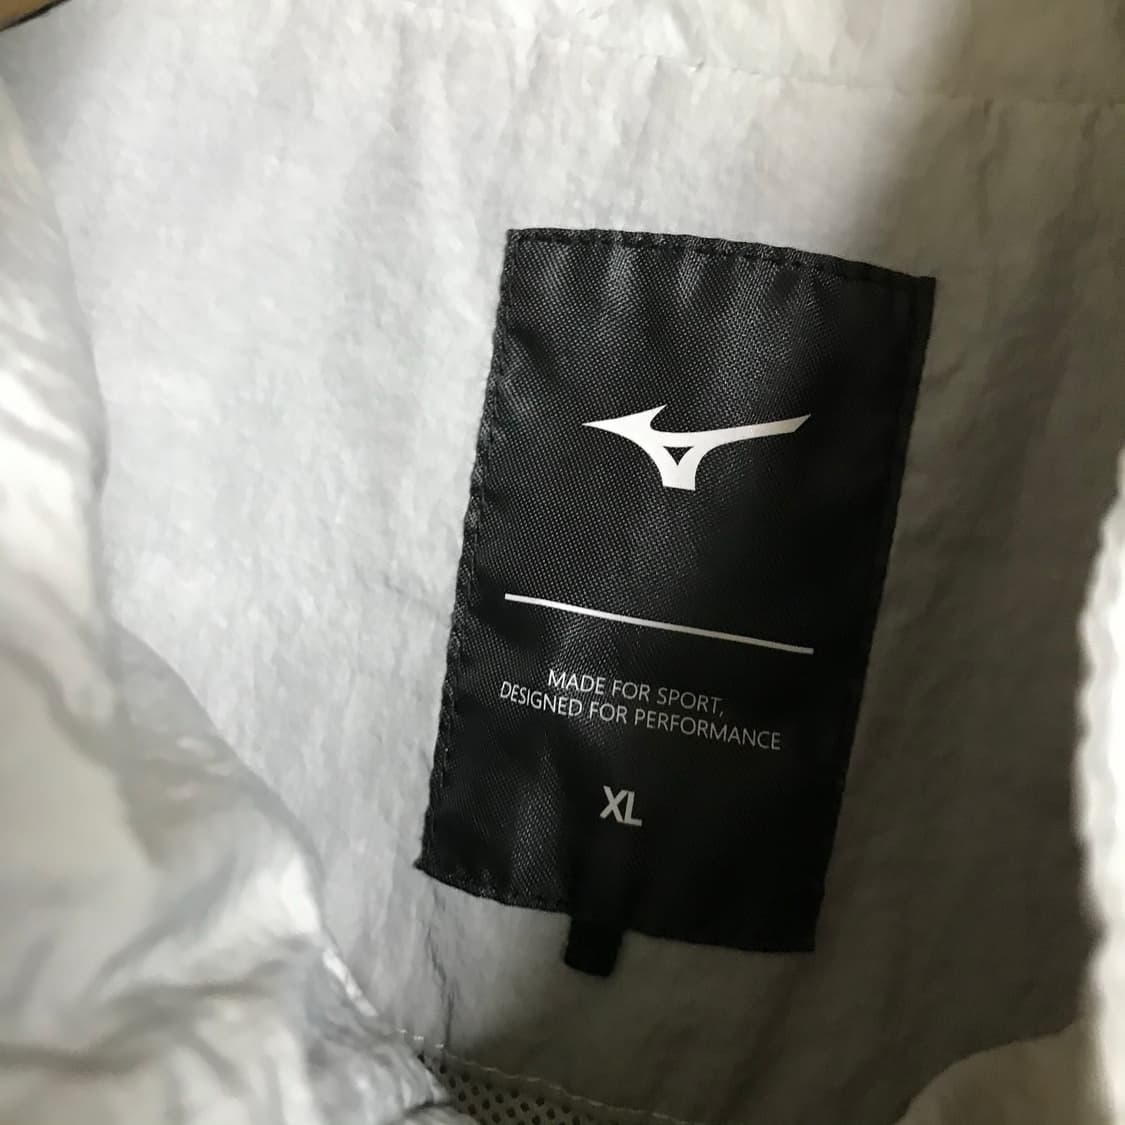 MADE FOR SPORT,
DESIGNED FOR PERFORMANCE
XL